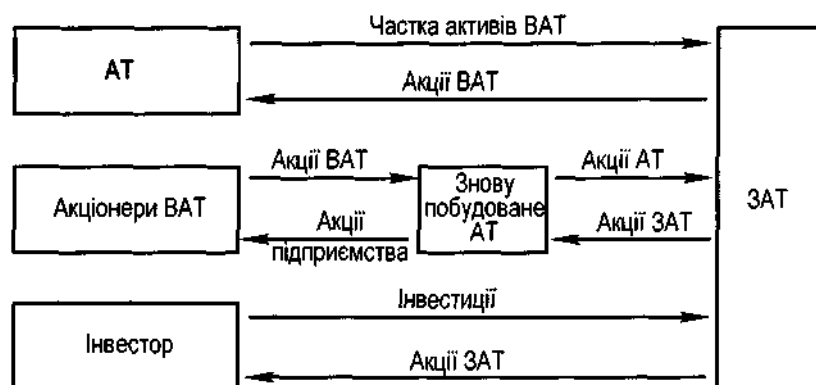 Частка активів ВАТ
АТ
Акції ВАТ
Акції ВАТ
Акції АТ
Акціонери ВАТ
Знову
побудоване
АТ
ЗАТ
Акції
підприємства
Акції ЗАТ
Інвестиції
Інвестор
Акції ЗАТ